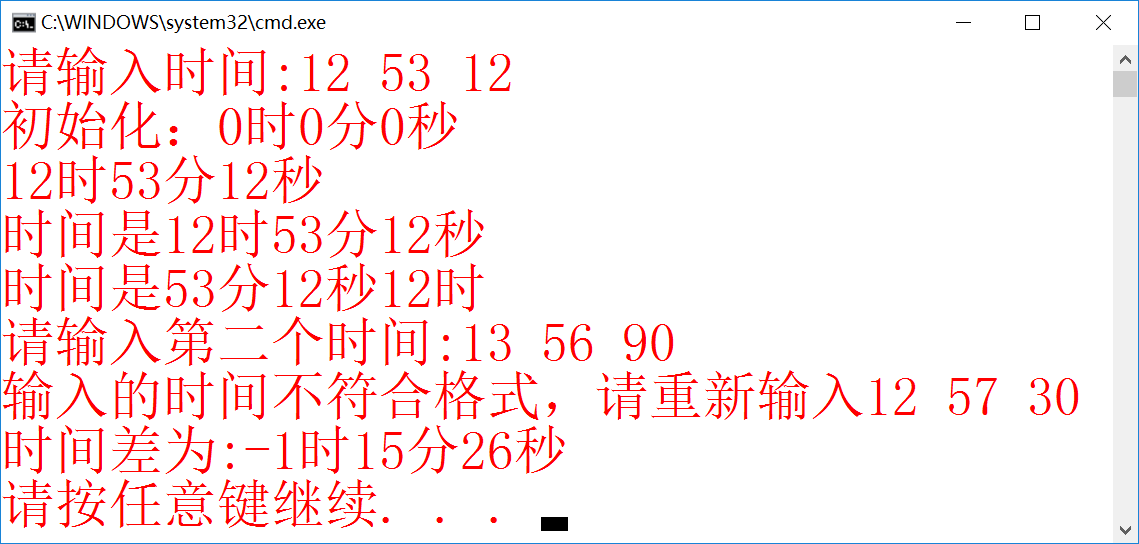 C:\WINDOWS\system32\cmd.exe
请输入时间:12 53 12
初始化：0时0分0秒
12时53分12秒
时间是12时53分12秒
时间是53分12秒12时
请输入第二个时间:13 56 90
输入的时间不符合格式，请重新输入12 57 30
时间差为:-1时15分26秒
请按任意键继续. . .